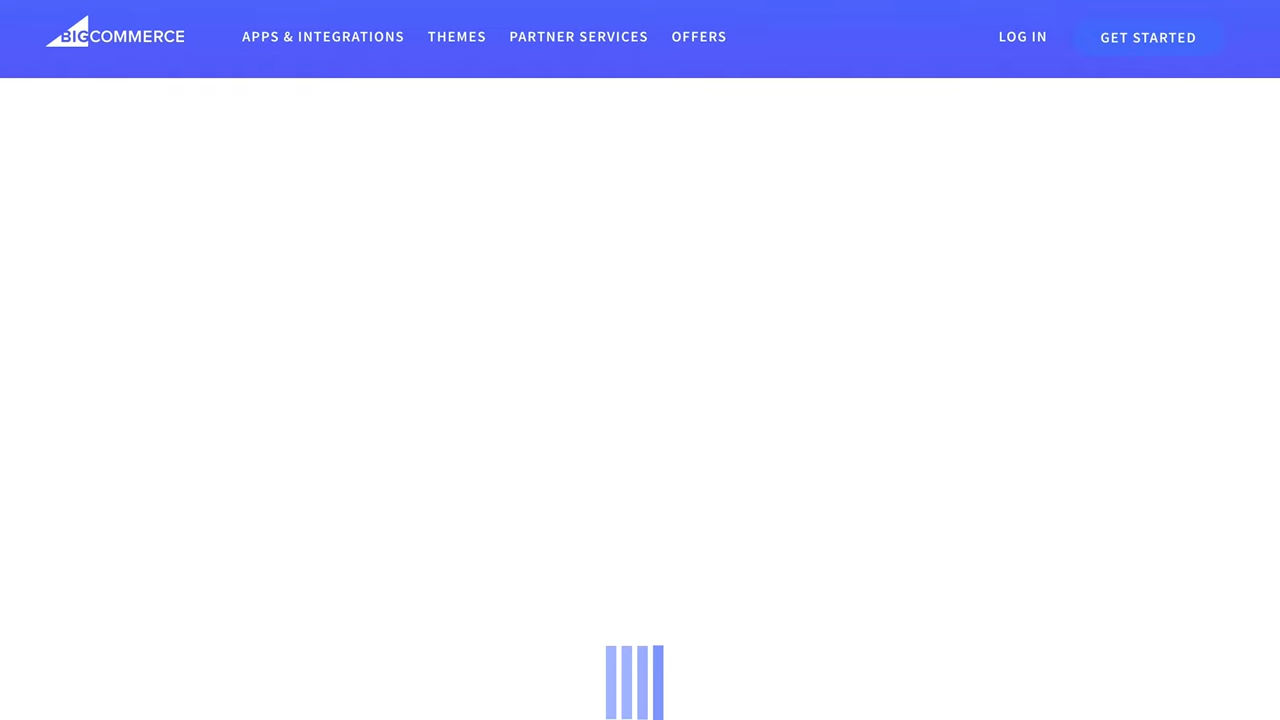 BIGCOMMERCE
APPS & INTEGRATIONS THEMES PARTNER SERVICES OFFERS LOG IN GET STARTED